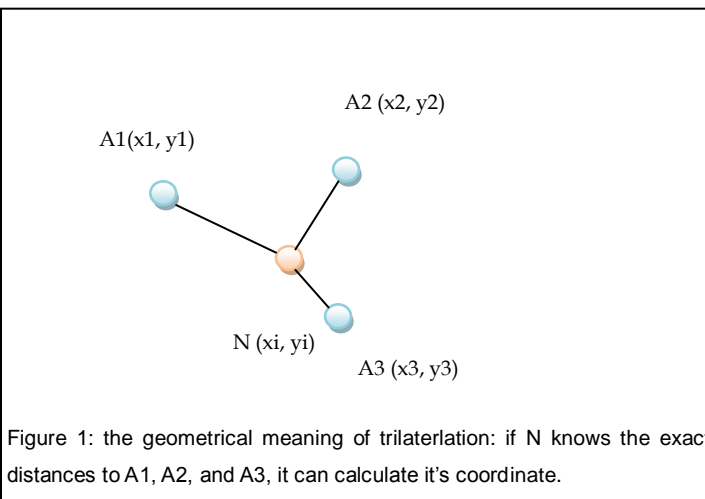 A2 (x2, y2)
A1(x1, y1)
N (xi, yi)
A3 (x3, y3)
Figure 1: the geometrical meaning of trilaterlation: if N knows the exac
distances to A1, A2, and A3, it can calculate it’s coordinate.